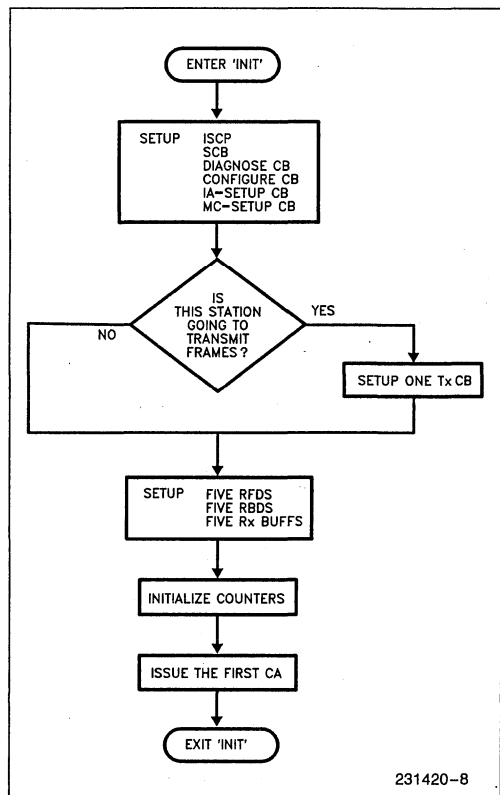 ENTER 'INIT'
SETUP ISCP
SCB
DIAGNOSE CB
CONFIGURE CB
IA-SETUP CB
MC-SETUP CB
IS
THIS STATION
GOING TO
TRANSMIT
FRAMES?
NO
YES
SETUP ONE Tx CB
SETUP FIVE RFDS
FIVE RBDS
FIVE Rx BUFFS
INITIALIZE COUNTERS
ISSUE THE FIRST CA
EXIT 'INIT'
231420-8